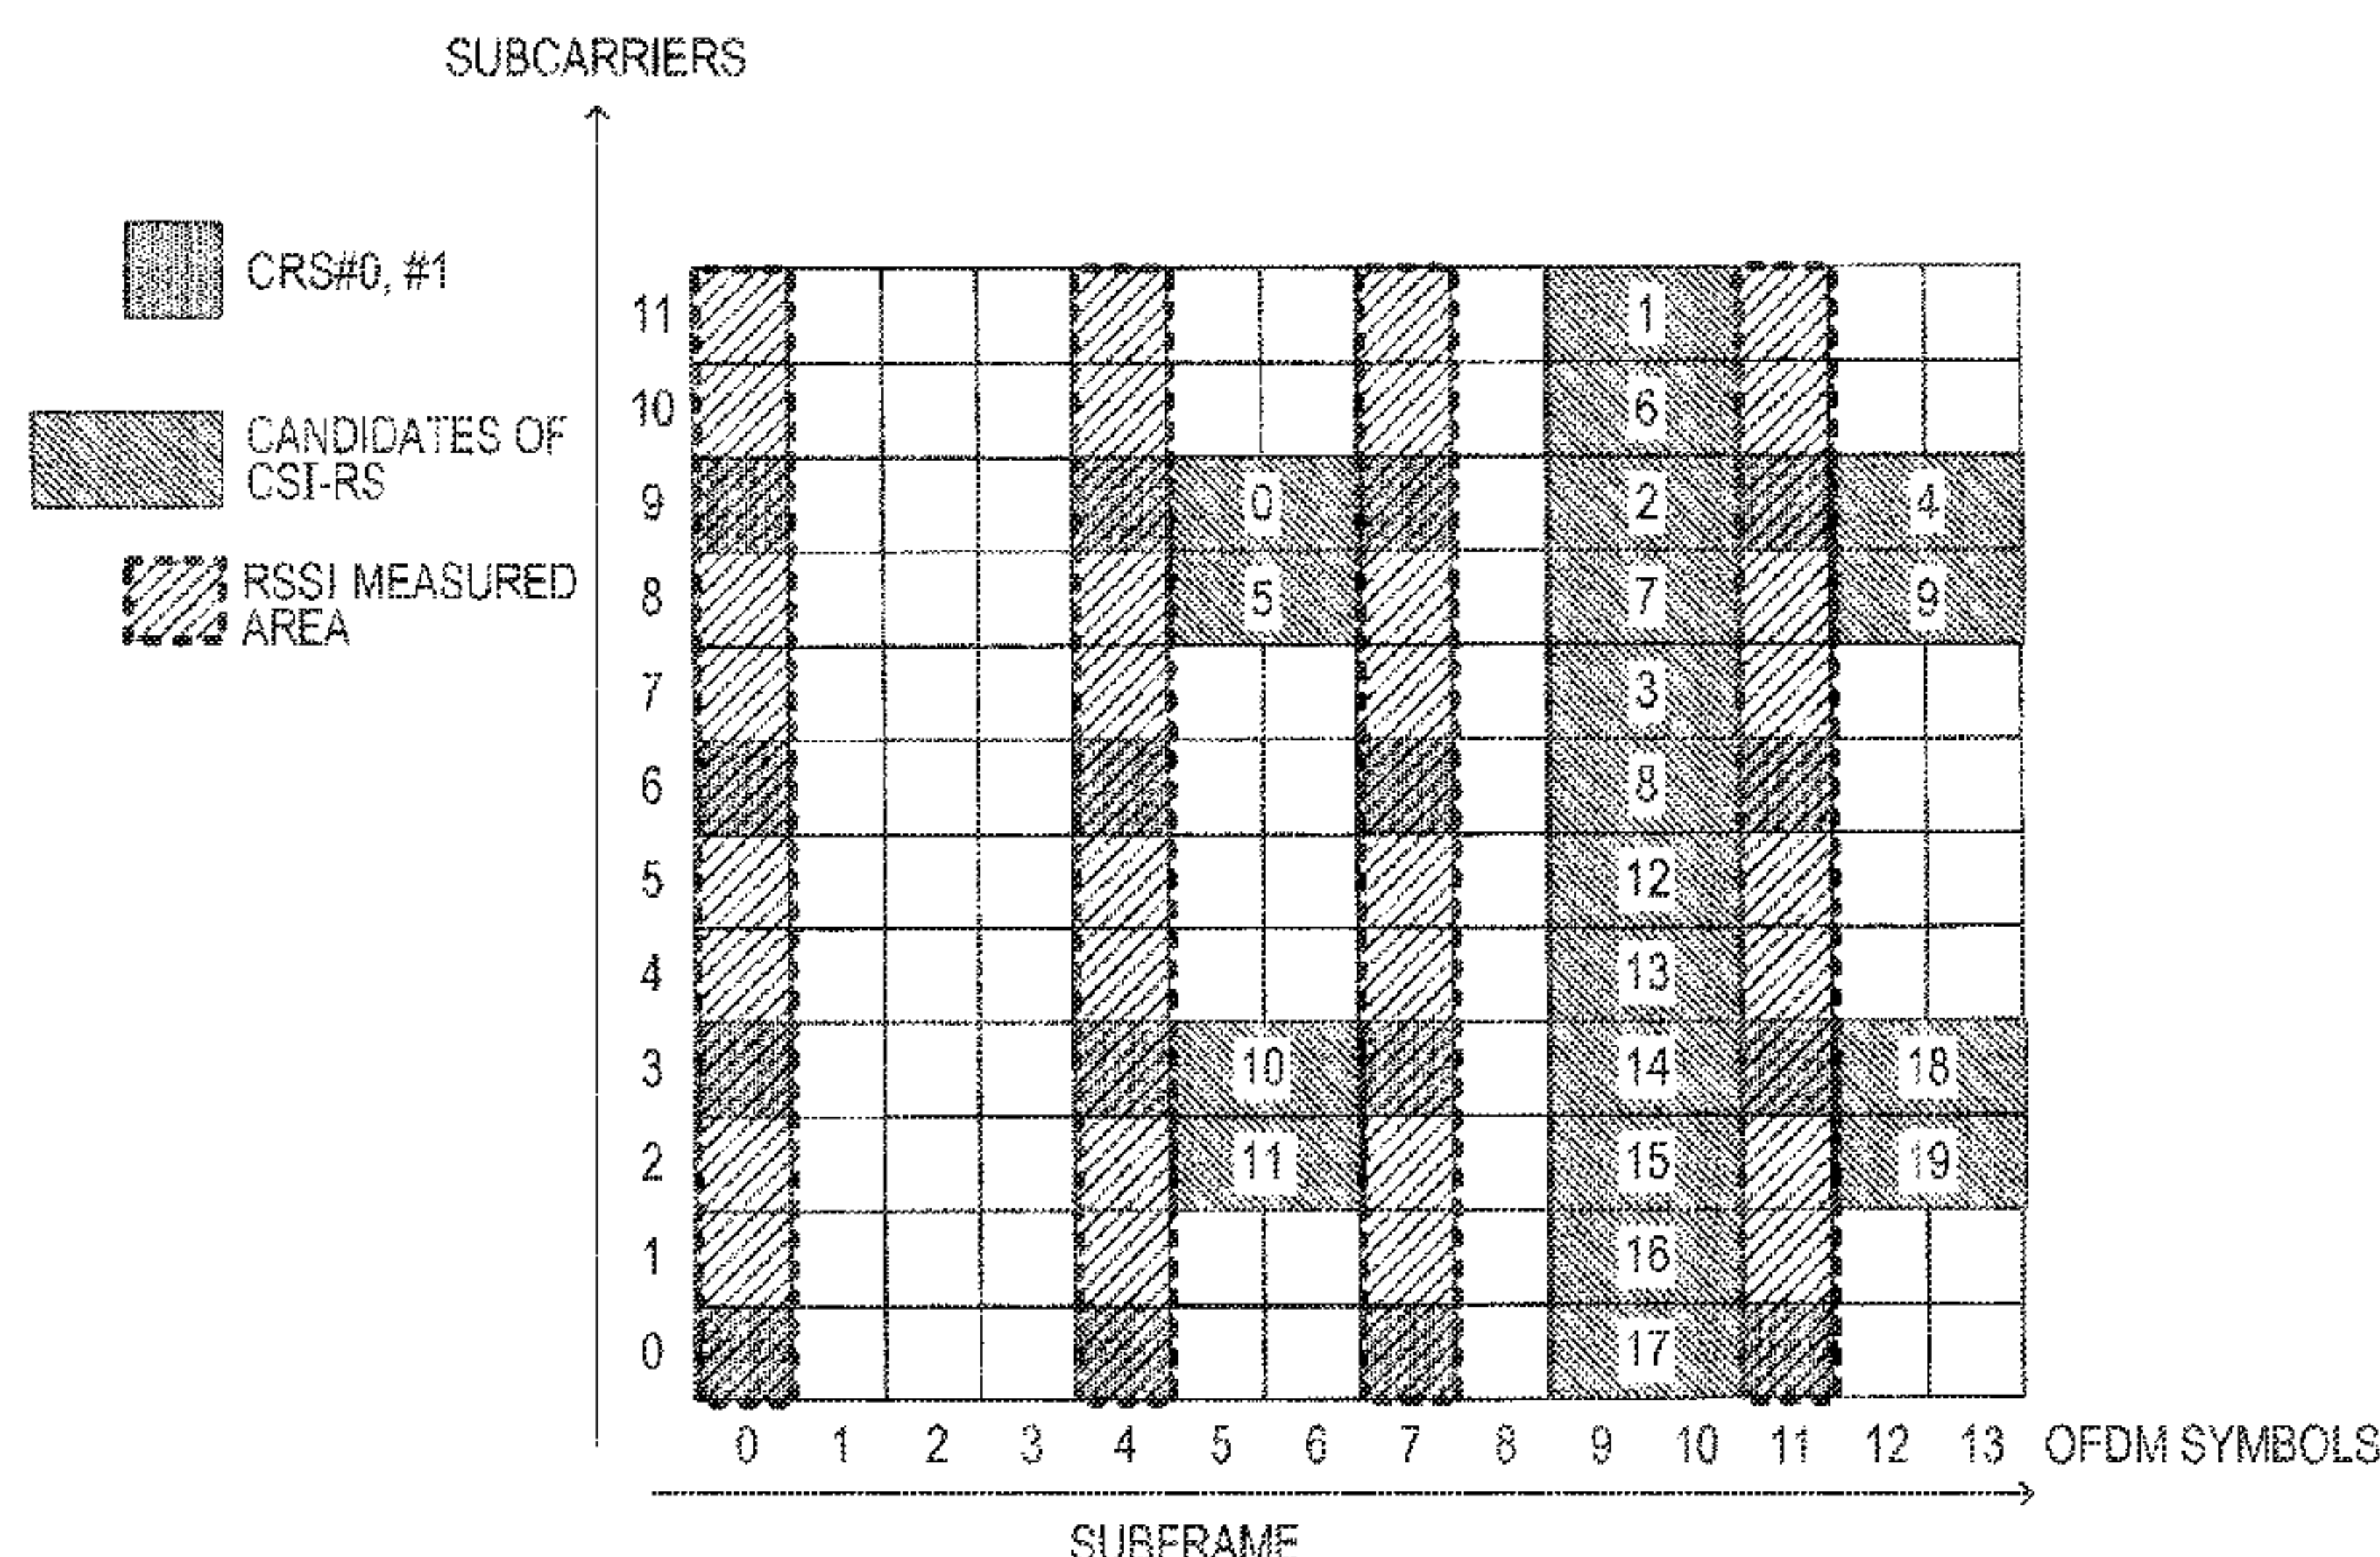 SUBCARRIERS
CRS#0, #1
CANDIDATES OF
CSI-RS
RSSI MEASURED
AREA
11 1
10 6
9 0 2 4
8 5 7 9
7 3
6 8
5 12
4 13
3 10 14 18
2 11 15 19
1 16
0 17
0 1 2 3 4 5 6 7 8 9 10 11 12 13 OFDM SYMBOLS
SUBFRAME